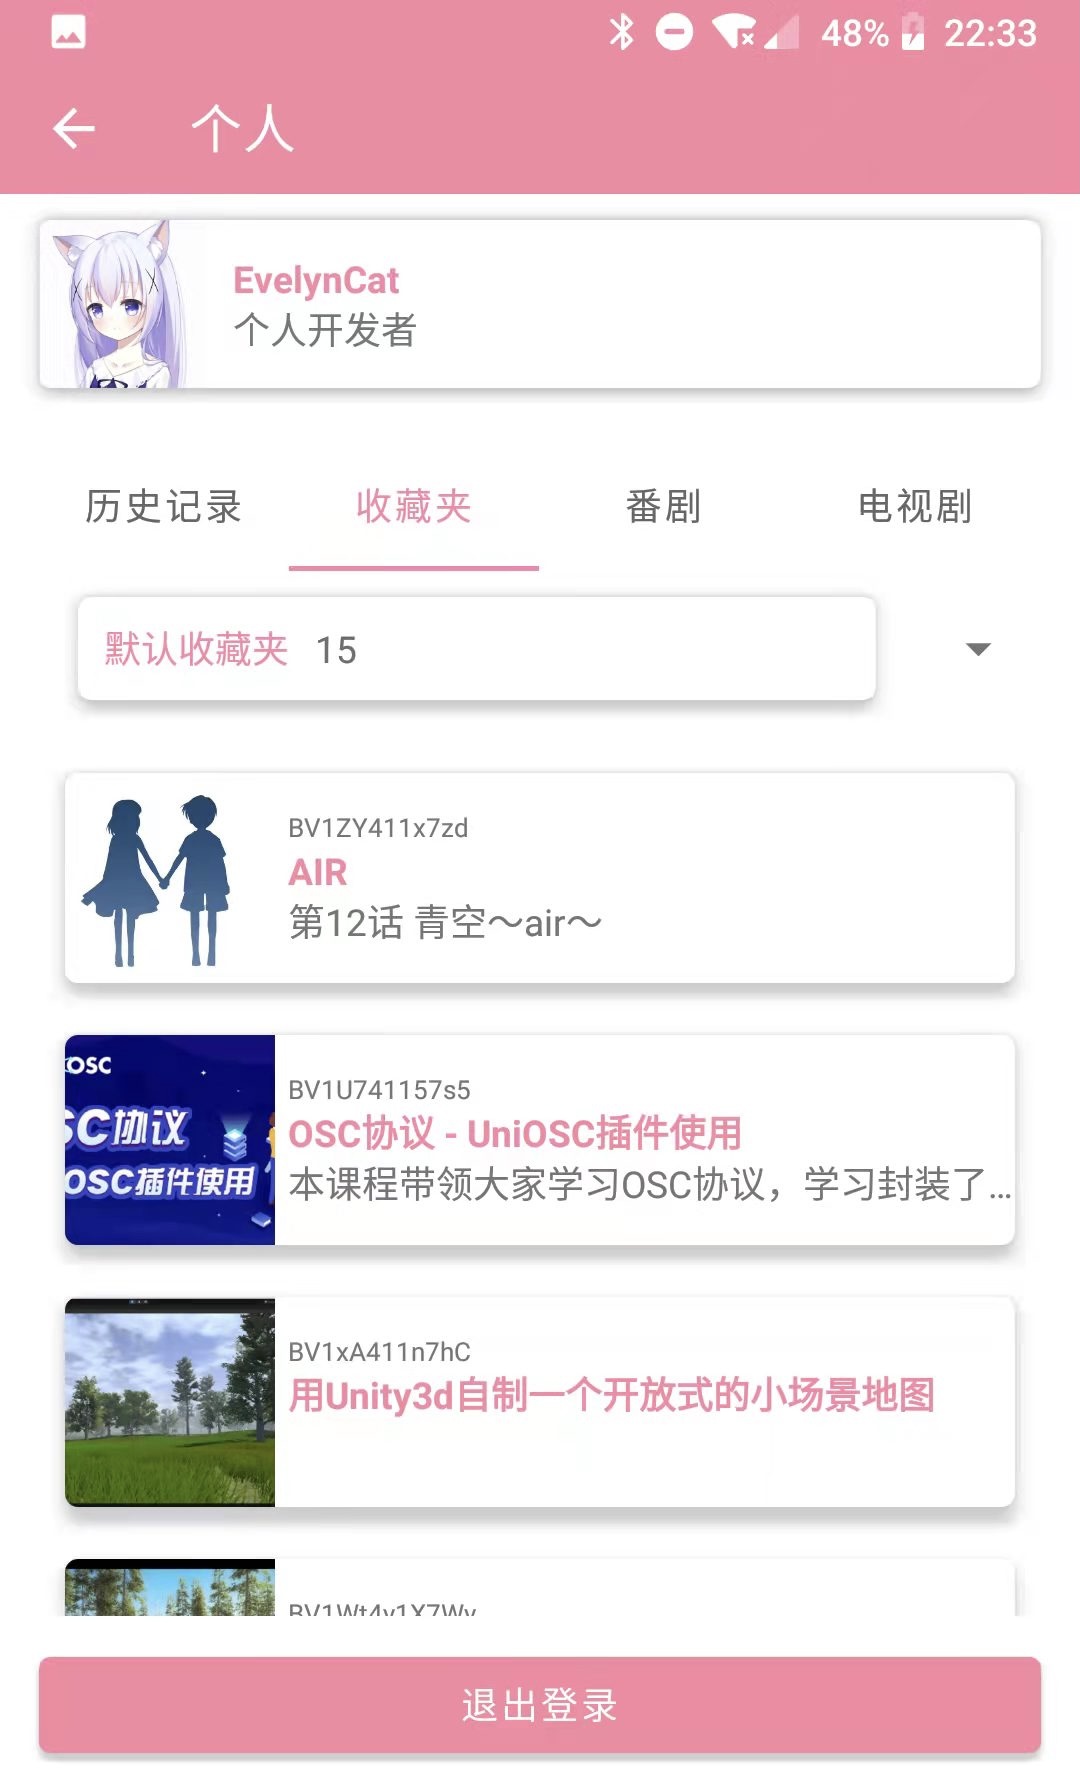 48% 22:33
个人
EvelynCat
个人开发者
历史记录 收藏夹 番剧 电视剧
默认收藏夹 15
BV1ZY411x7zd
AIR
第12话 青空～air～
OSC
SC协议
OSC插件使用
BV1U741157s5
OSC协议 - UniOSC插件使用
本课程带领大家学习OSC协议，学习封装了...
BV1xA411n7hC
用Unity3d自制一个开放式的小场景地图
退出登录